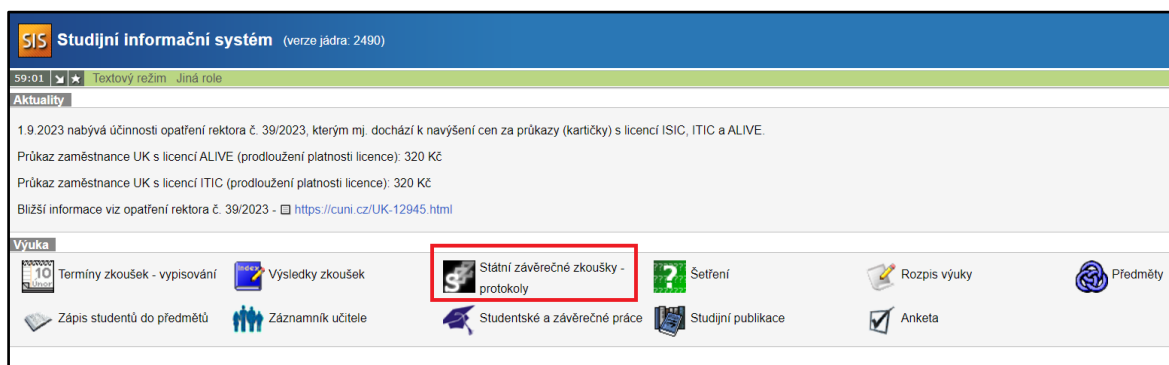 SIS Studijní informační systém (verze jádra: 2490)
59:01 Textový režim Jiná role
Aktuality
1.9.2023 nabývá účinnosti opatření rektora č. 39/2023, kterým mj. dochází k navýšení cen za průkazy (kartičky) s licencí ISIC, ITIC a ALIVE.
Průkaz zaměstnance UK s licencí ALIVE (prodloužení platnosti licence): 320 Kč
Průkaz zaměstnance UK s licencí ITIC (prodloužení platnosti licence): 320 Kč
Bližší informace viz opatření rektora č. 39/2023 - https://cuni.cz/UK-12945.html
Výuka
10 Únor Termíny zkoušek - vypisování
Index Výsledky zkoušek
Státní závěrečné zkoušky -
protokoly
Šetření
Rozpis výuky
Předměty
Zápis studentů do předmětů
Záznamník učitele
Studentské a závěrečné práce
Studijní publikace
Anketa